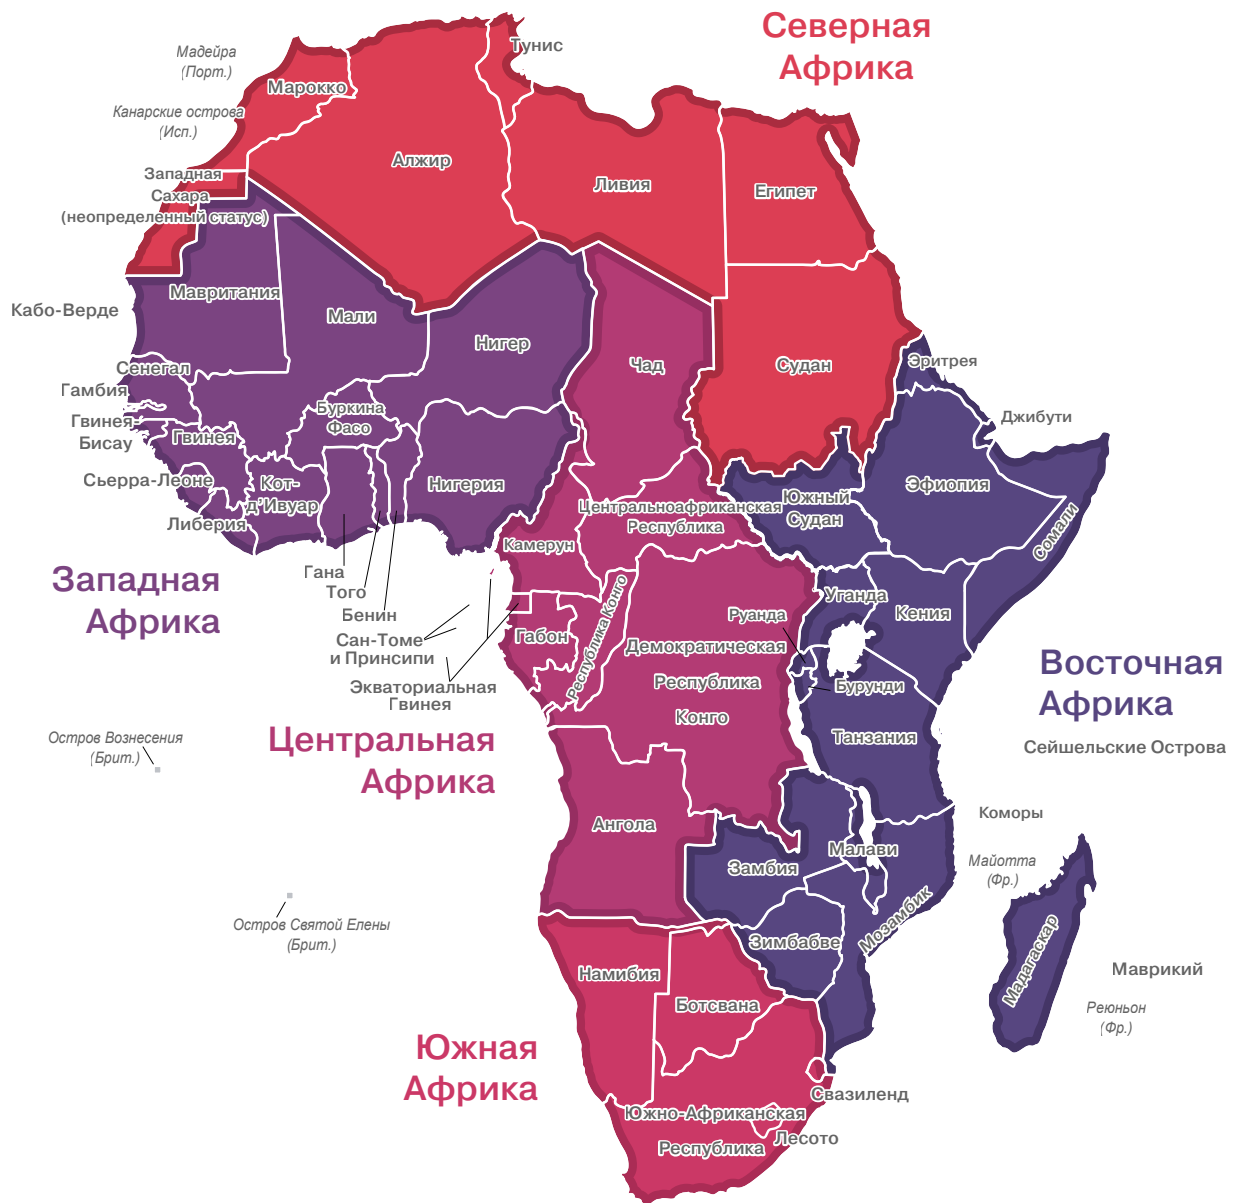 Северная
Африка
Мадейра
(Порт.)
Тунис
Марокко
Канарские острова
(Исп.)
Алжир
Западная
Сахара
(неопределенный статус)
Ливия
Египет
Мавритания
Кабо-Верде
Мали
Нигер
Чад
Судан
Эритрея
Сенегал
Гамбия
Гвинея-
Бисау
Гвинея
Буркина
Фасо
Джибути
Сьерра-Леоне
Кот-
д'Ивуар
Либерия
Нигерия
Центральноафриканская
Республика
Южный
Судан
Эфиопия
Сомали
Камерун
Гана
Того
Бенин
Западная
Африка
Сан-Томе
и Принсипи
Экваториальная
Гвинея
Габон
Республика Конго
Демократическая
Республика
Конго
Руанда
Уганда
Кения
Бурунди
Танзания
Восточная
Африка
Сейшельские Острова
Центральная
Африка
Остров Вознесения
(Брит.)
Ангола
Замбия
Малави
Коморы
Майотта
(Фр.)
Остров Святой Елены
(Брит.)
Зимбабве
Мозамбик
Мадагаскар
Маврикий
Реюньон
(Фр.)
Намибия
Ботсвана
Южная
Африка
Свазиленд
Южно-Африканская
Республика
Лесото